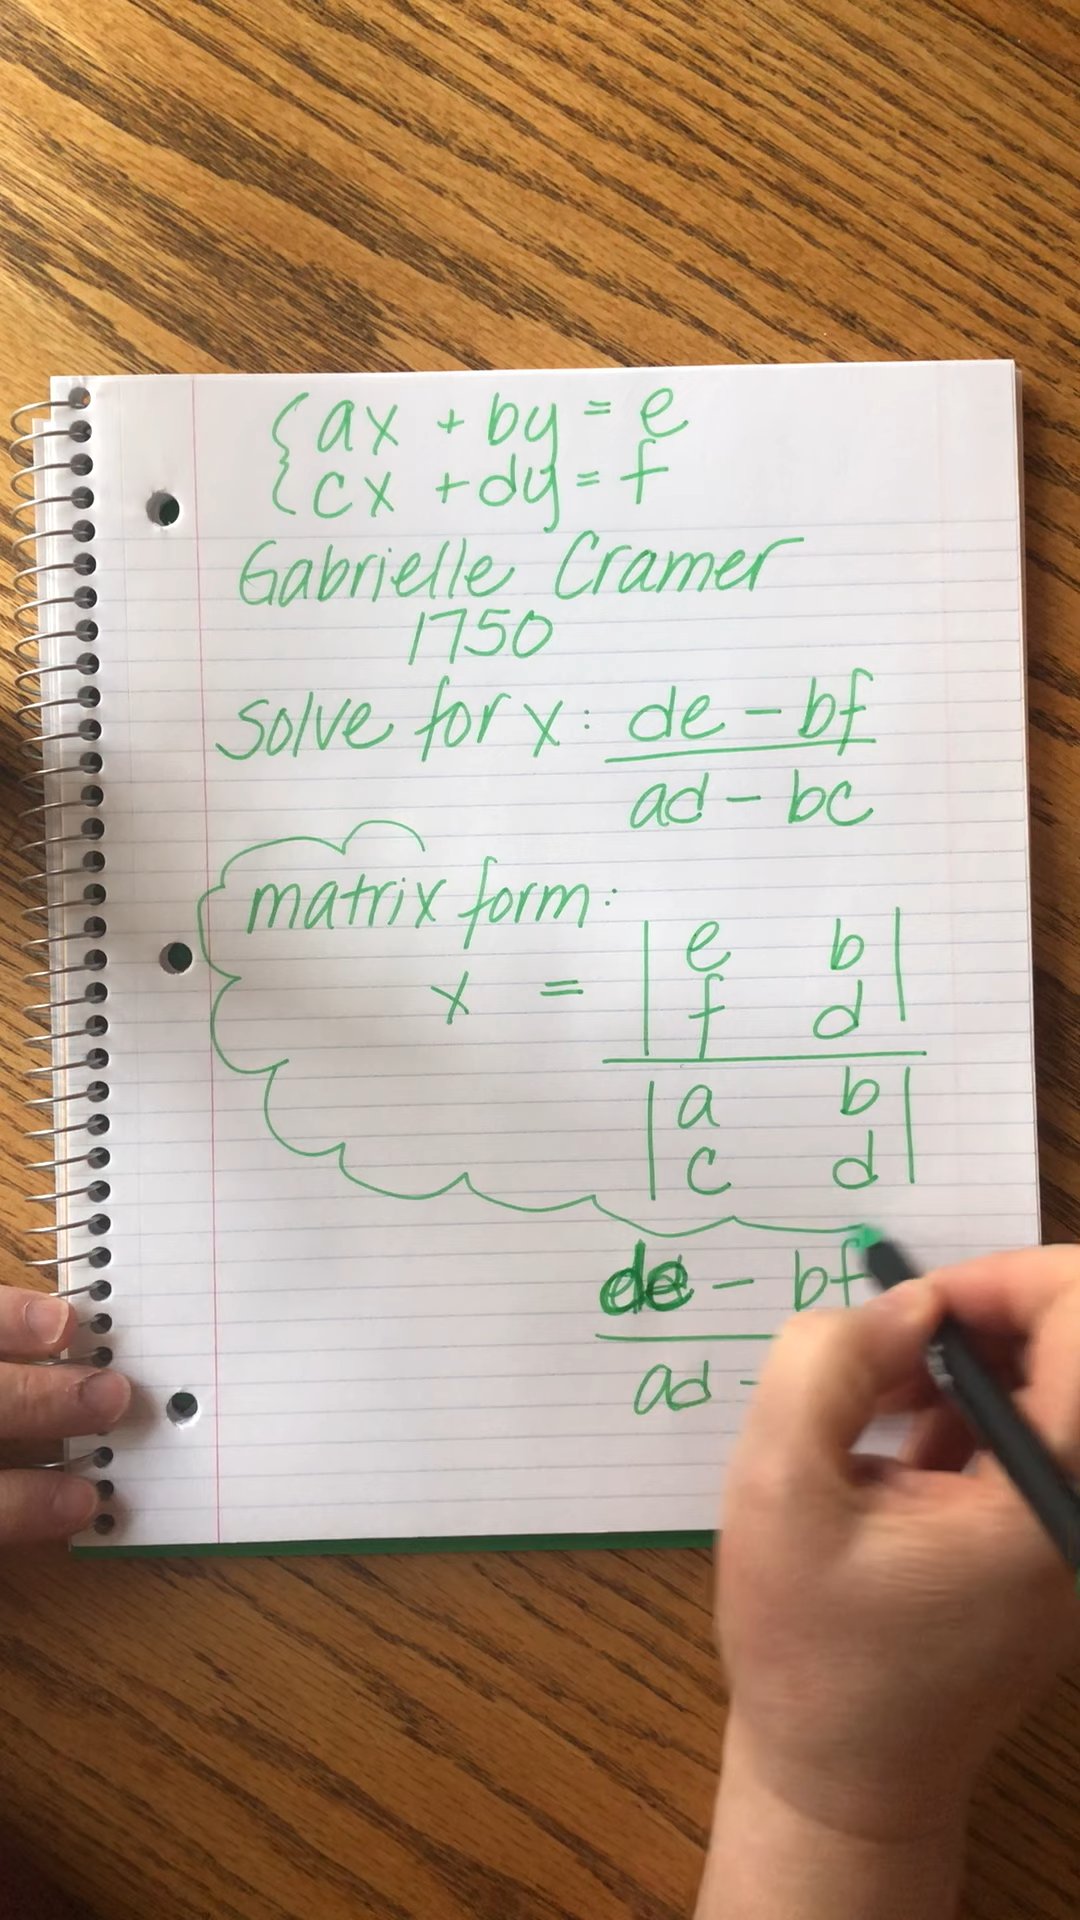 {ax + by = e
{cx + dy = f
Gabrielle Cramer
1750
solve for x: de - bf
ad - bc
matrix form:
x = | e b |
| f d |
| a b |
| c d |
de - bf
ad -